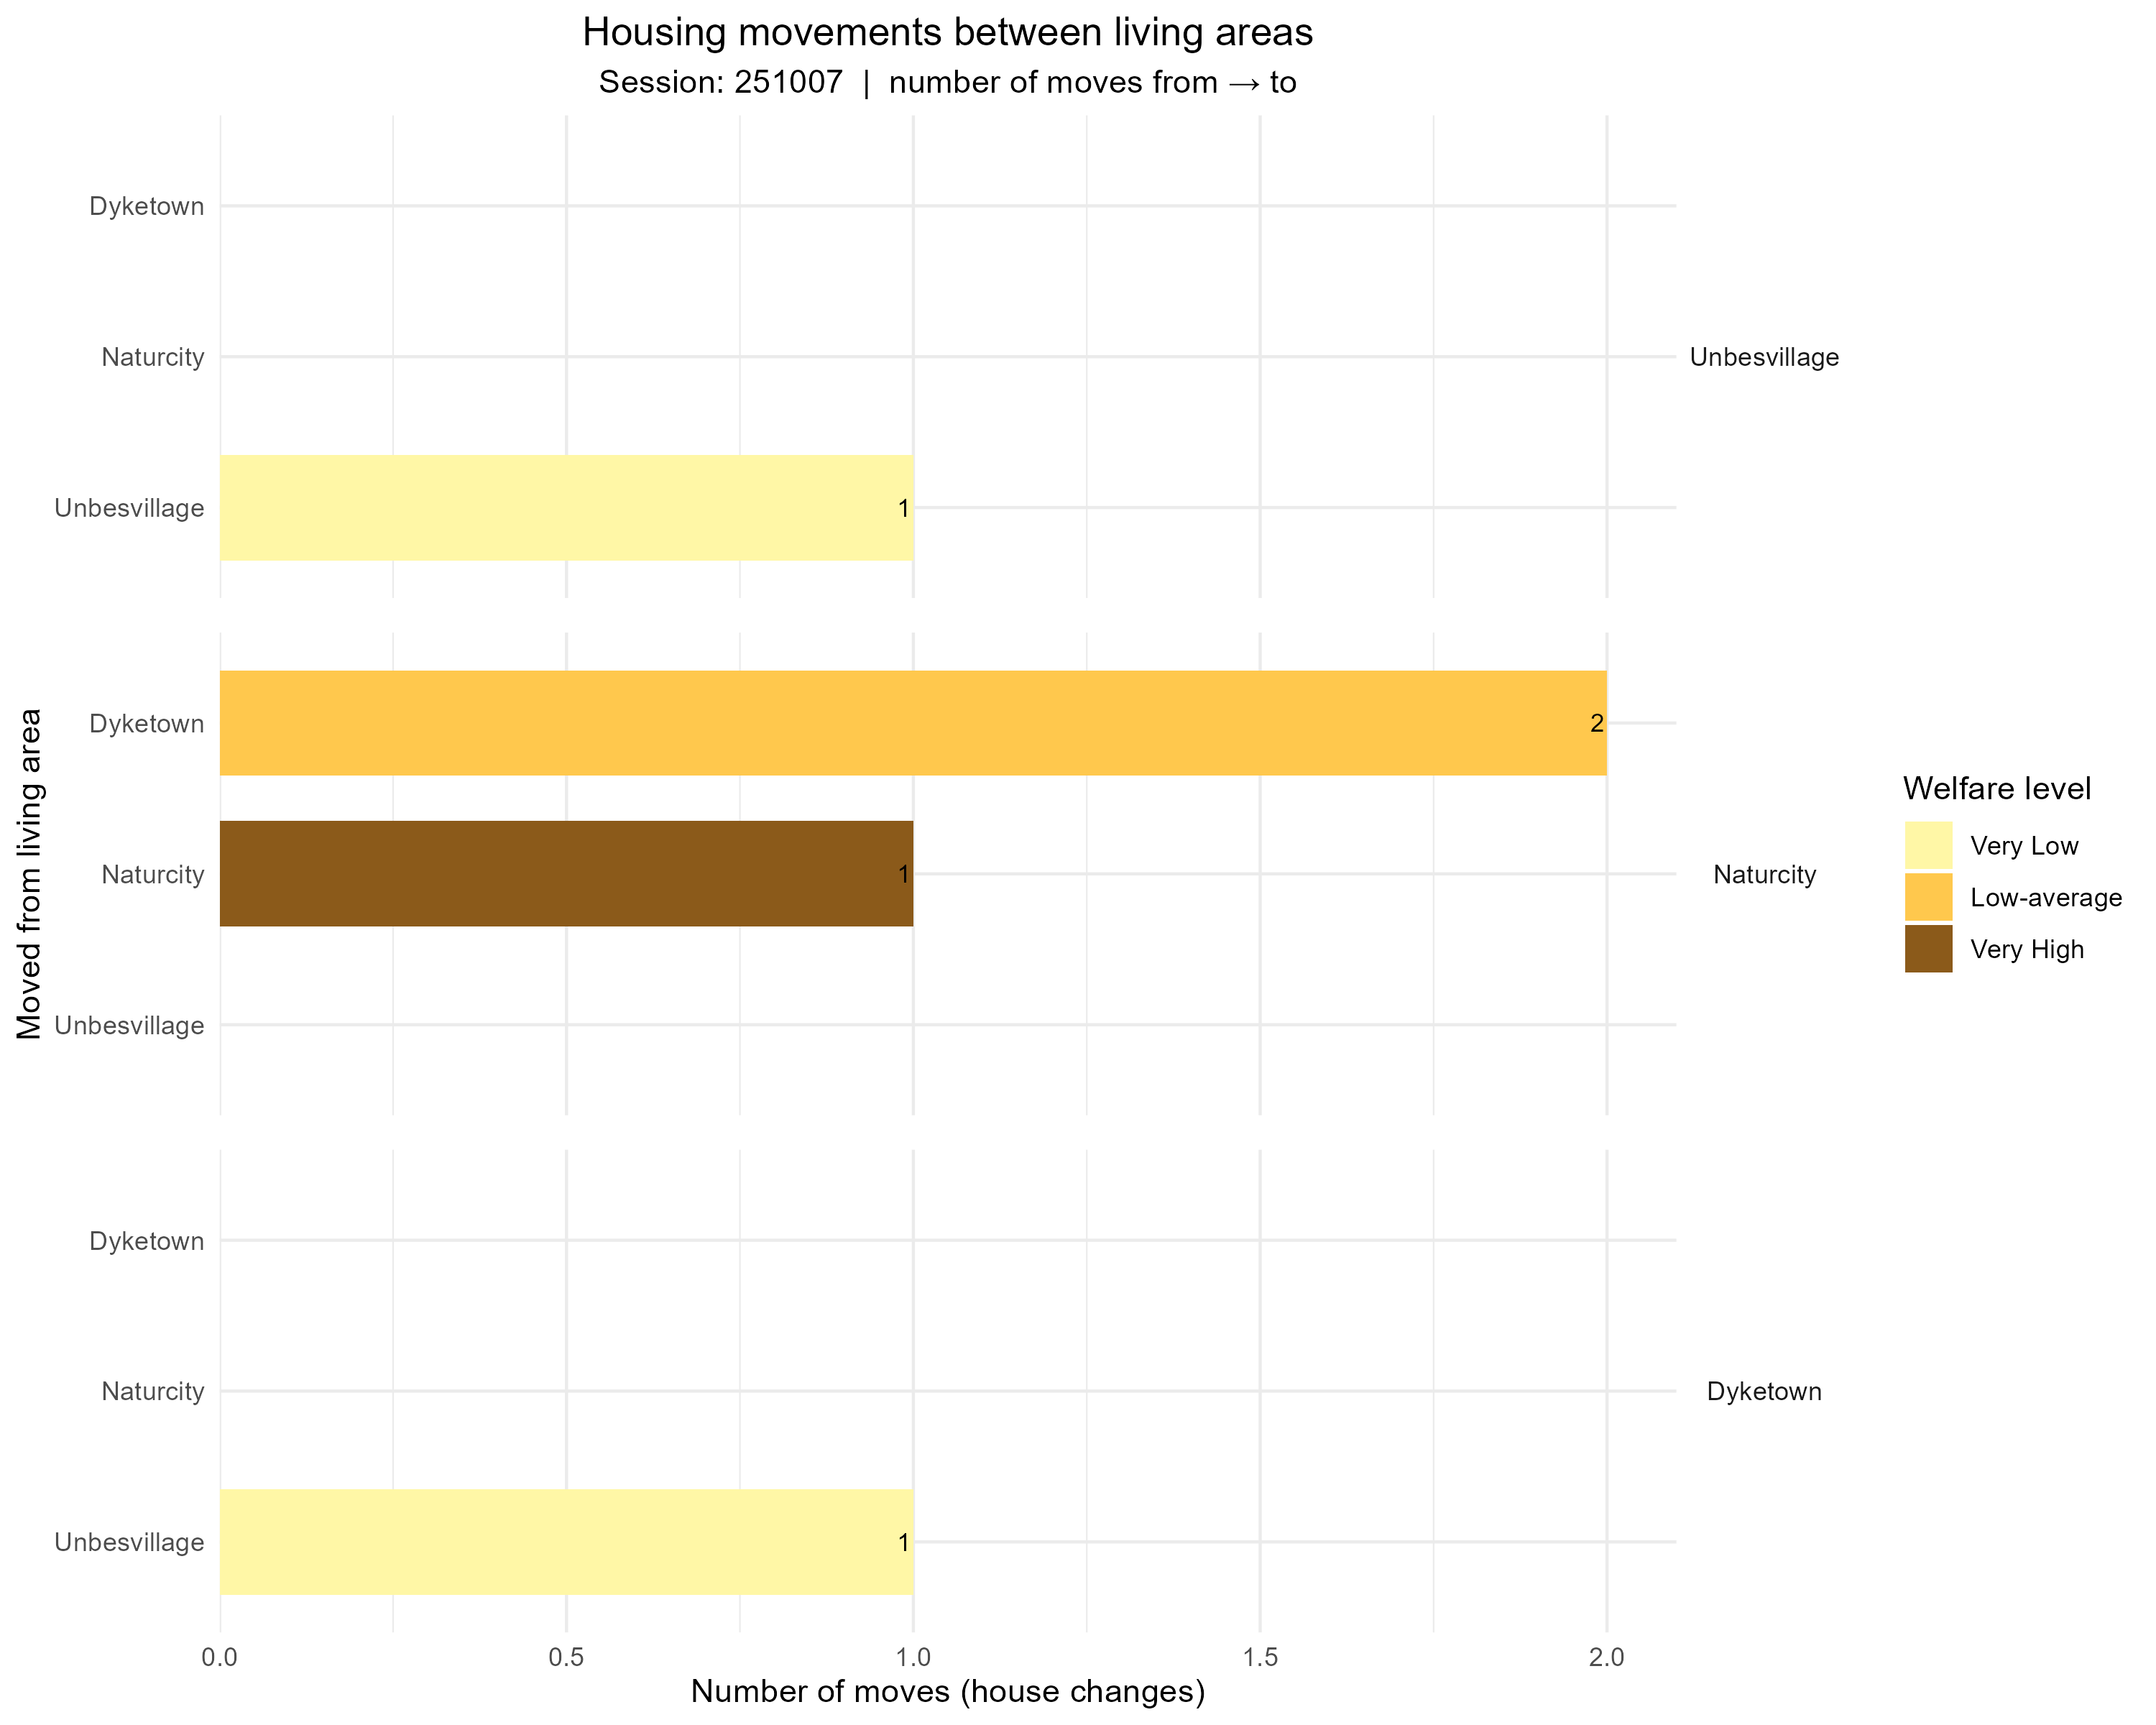 Housing movements between living areas
Session: 251007 | number of moves from → to
Dyketown
Naturcity
Unbesvillage
1
Unbesvillage
Moved from living area
Dyketown
Naturcity
Unbesvillage
2
1
Naturcity
Dyketown
Naturcity
Unbesvillage
1
Dyketown
0.0 0.5 1.0 1.5 2.0
Number of moves (house changes)
Welfare level
Very Low
Low-average
Very High